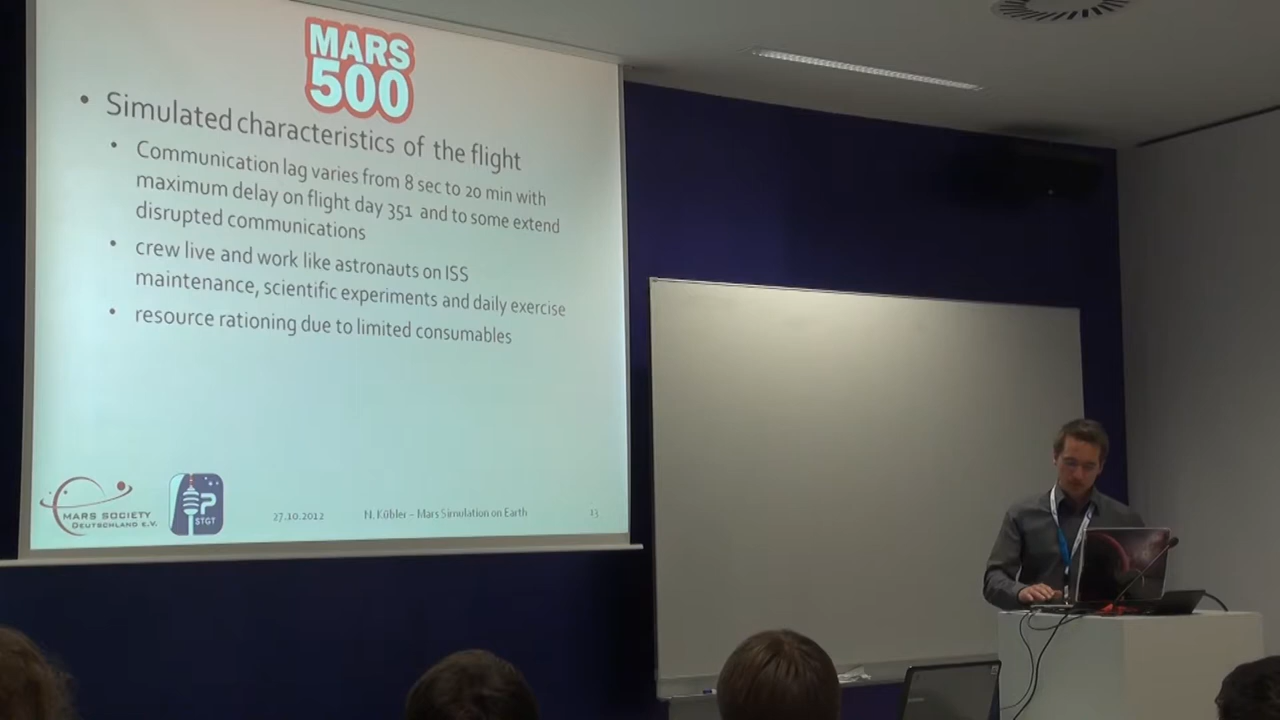 MARS
500
• Simulated characteristics of the flight
• Communication lag varies from 8 sec to 20 min with
maximum delay on flight day 351 and to some extend
disrupted communications
• crew live and work like astronauts on ISS
maintenance, scientific experiments and daily exercise
• resource rationing due to limited consumables
MARS SOCIETY
DEUTSCHLAND E.V.
P
STGT
27.10.2012
N. Kübler – Mars Simulation on Earth
13